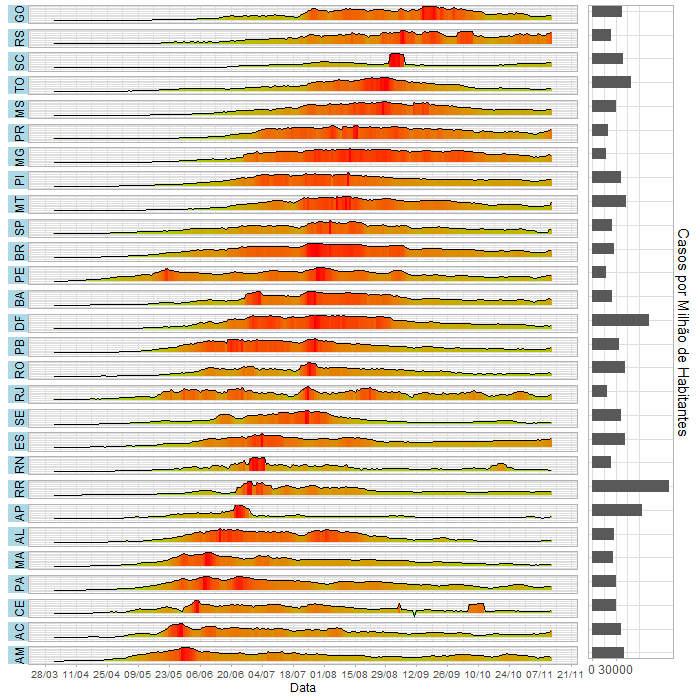 GO
RS
SC
TO
MS
PR
MG
PI
MT
SP
BR
PE
BA
DF
PB
RO
RJ
SE
ES
RN
RR
AP
AL
MA
PA
CE
AC
AM
28/03 11/04 25/04 09/05 23/05 06/06 20/06 04/07 18/07 01/08 15/08 29/08 12/09 26/09 10/10 24/10 07/11 21/11
Data
0 30000
Casos por Milhão de Habitantes